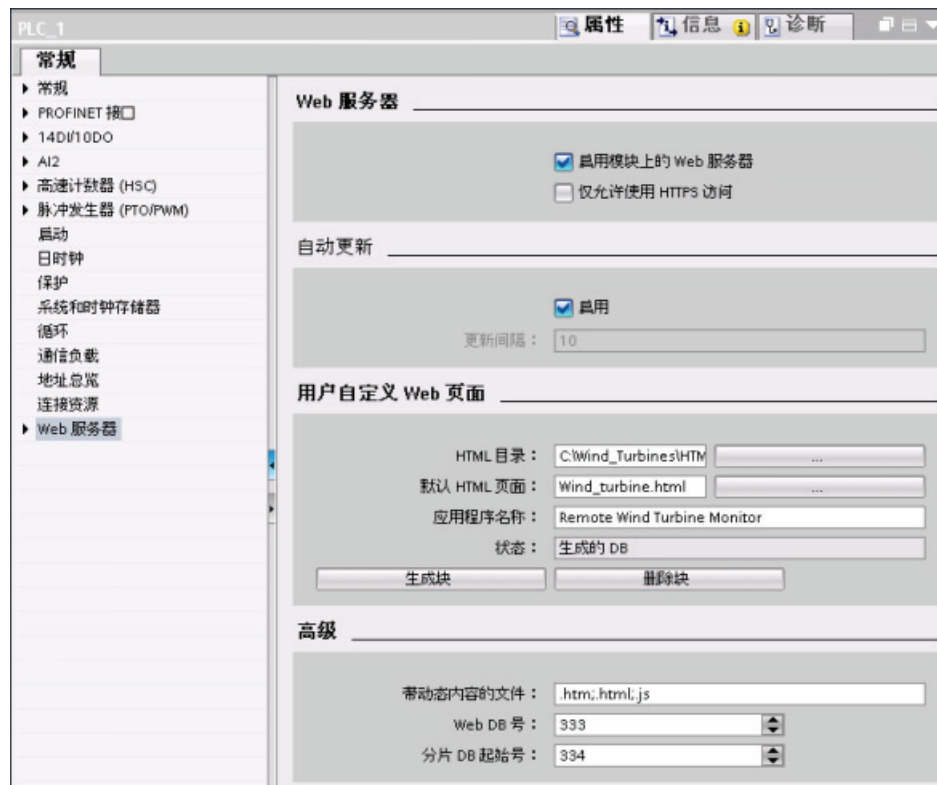 PLC_1
属性
信息
诊断
常规
常规
PROFINET 接口
14DI/10DO
AI2
高速计数器 (HSC)
脉冲发生器 (PTO/PWM)
启动
日时钟
保护
系统和时钟存储器
循环
通信负载
地址总览
连接资源
Web 服务器
Web 服务器
启用模块上的 Web 服务器
仅允许使用 HTTPS 访问
自动更新
启用
更新间隔：
10
用户自定义 Web 页面
HTML 目录：
C:\Wind_Turbines\HTM
...
默认 HTML 页面：
Wind_turbine.html
...
应用程序名称：
Remote Wind Turbine Monitor
状态：
生成的 DB
生成块
删除块
高级
带动态内容的文件：
.htm;.html;.js
Web DB 号：
333
分片 DB 起始号：
334